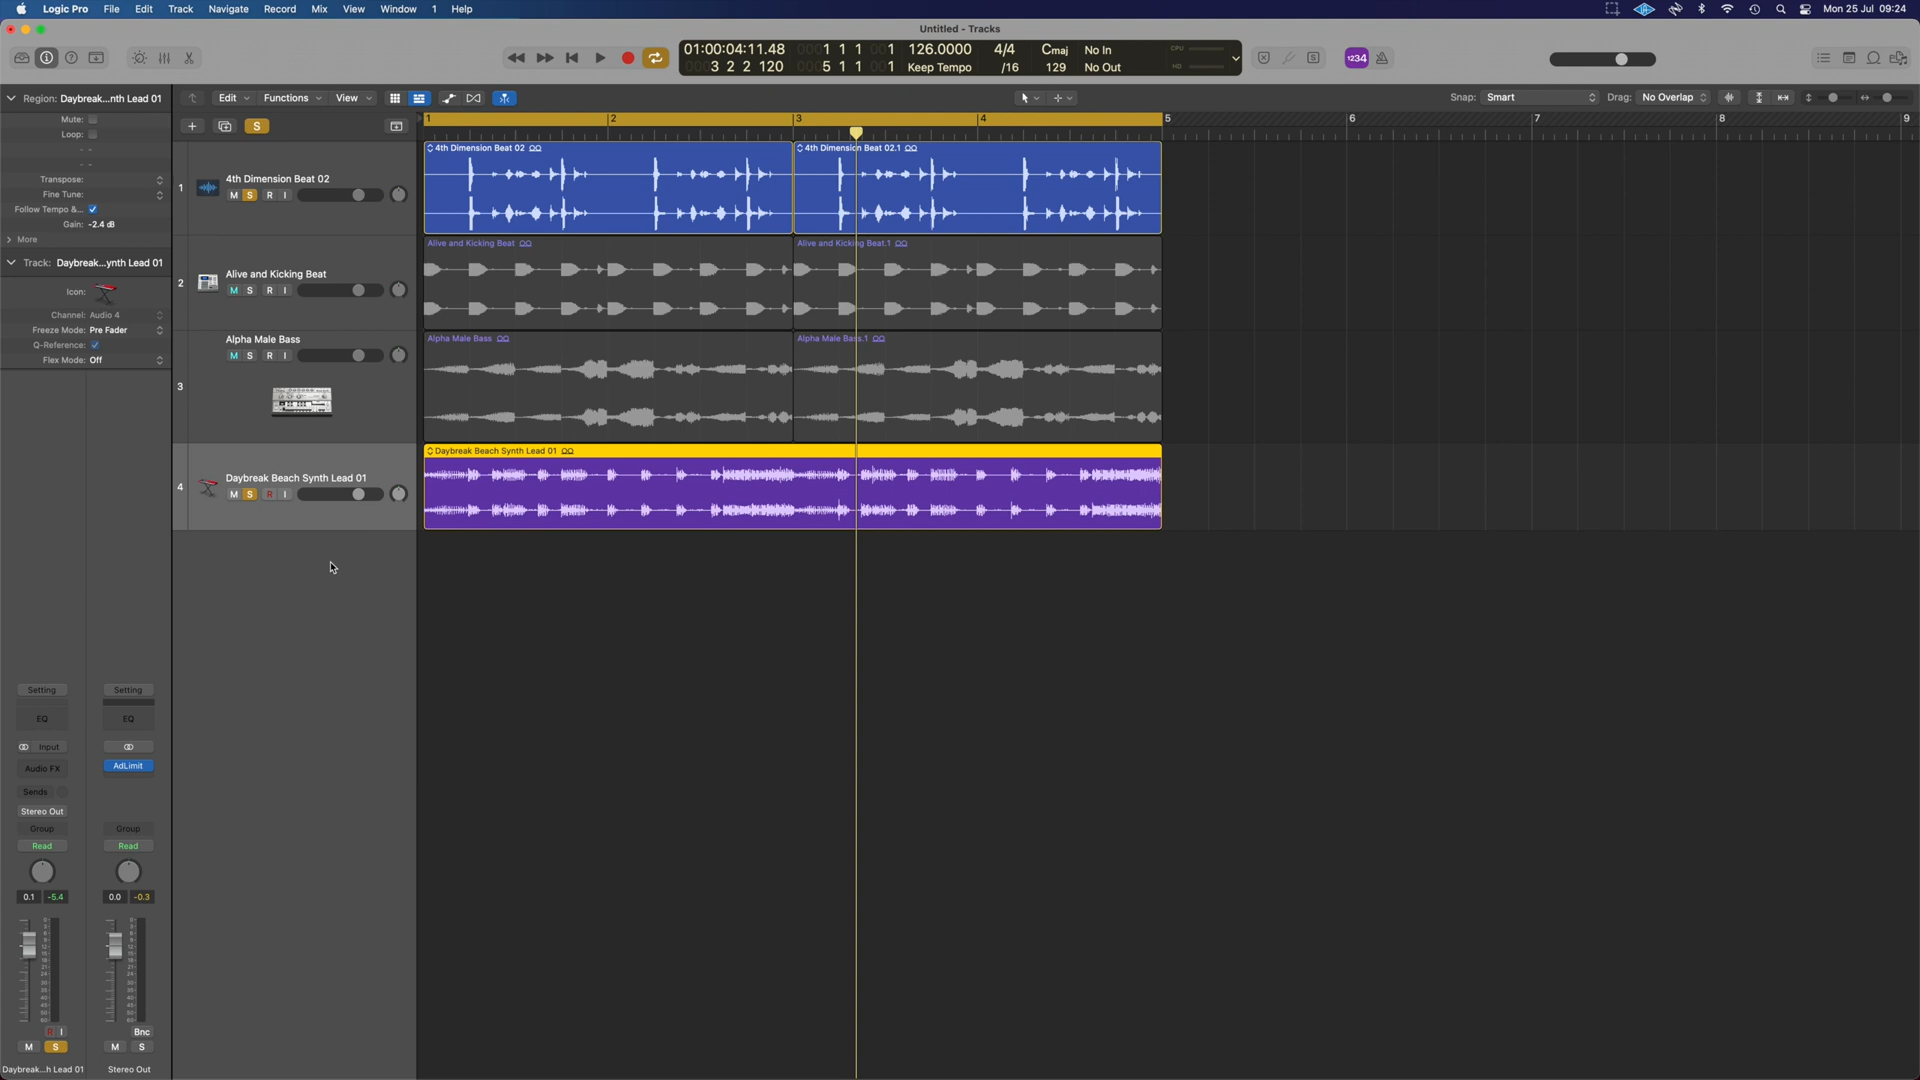 Logic Pro File Edit Track Navigate Record Mix View Window 1 Help
Mon 25 Jul 09:24
Untitled - Tracks
01:00:04:11.48 0001 1 1 001 126.0000 4/4 Cmaj No In CPU
0003 2 2 120 0005 1 1 001 Keep Tempo /16 129 No Out HD
1234
Region: Daybreak...nth Lead 01
Edit Functions View
Snap: Smart Drag: No Overlap
Mute:
Loop:
Transpose:
Fine Tune:
Follow Tempo &...
Gain: -2.4 dB
More
Track: Daybreak...ynth Lead 01
Icon:
Channel: Audio 4
Freeze Mode: Pre Fader
Q-Reference:
Flex Mode: Off
S
1 2 3 4 5 6 7 8 9
1 4th Dimension Beat 02
M S R I
4th Dimension Beat 02
4th Dimension Beat 02.1
2 Alive and Kicking Beat
M S R I
Alive and Kicking Beat
Alive and Kicking Beat.1
3 Alpha Male Bass
M S R I
Alpha Male Bass
Alpha Male Bass.1
4 Daybreak Beach Synth Lead 01
M S R I
Daybreak Beach Synth Lead 01
Setting Setting
EQ EQ
Input
Audio FX AdLimit
Sends
Stereo Out
Group Group
Read Read
0.1 -5.4 0.0 -0.3
R I Bnc
M S M S
Daybreak...h Lead 01 Stereo Out